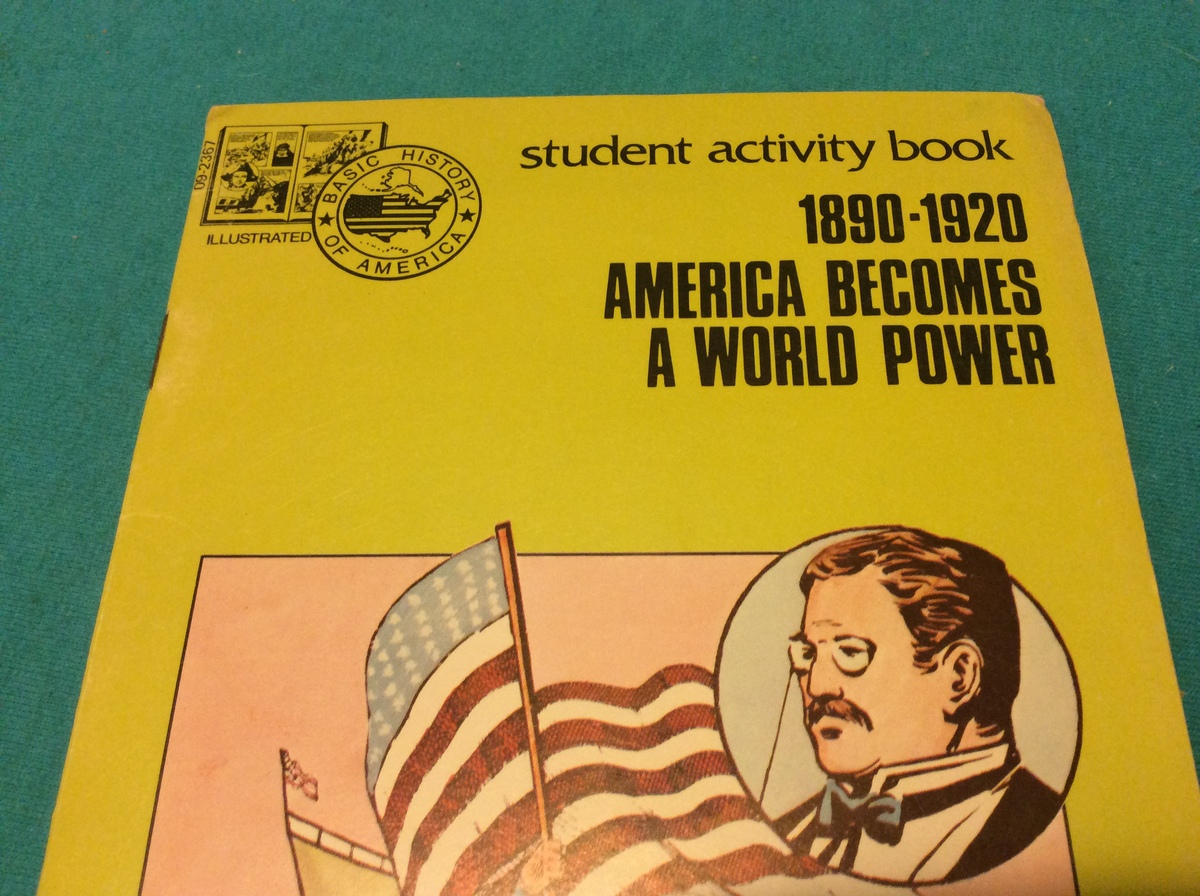 09-2367
ILLUSTRATED
BASIC HISTORY
OF AMERICA
student activity book
1890-1920
AMERICA BECOMES
A WORLD POWER